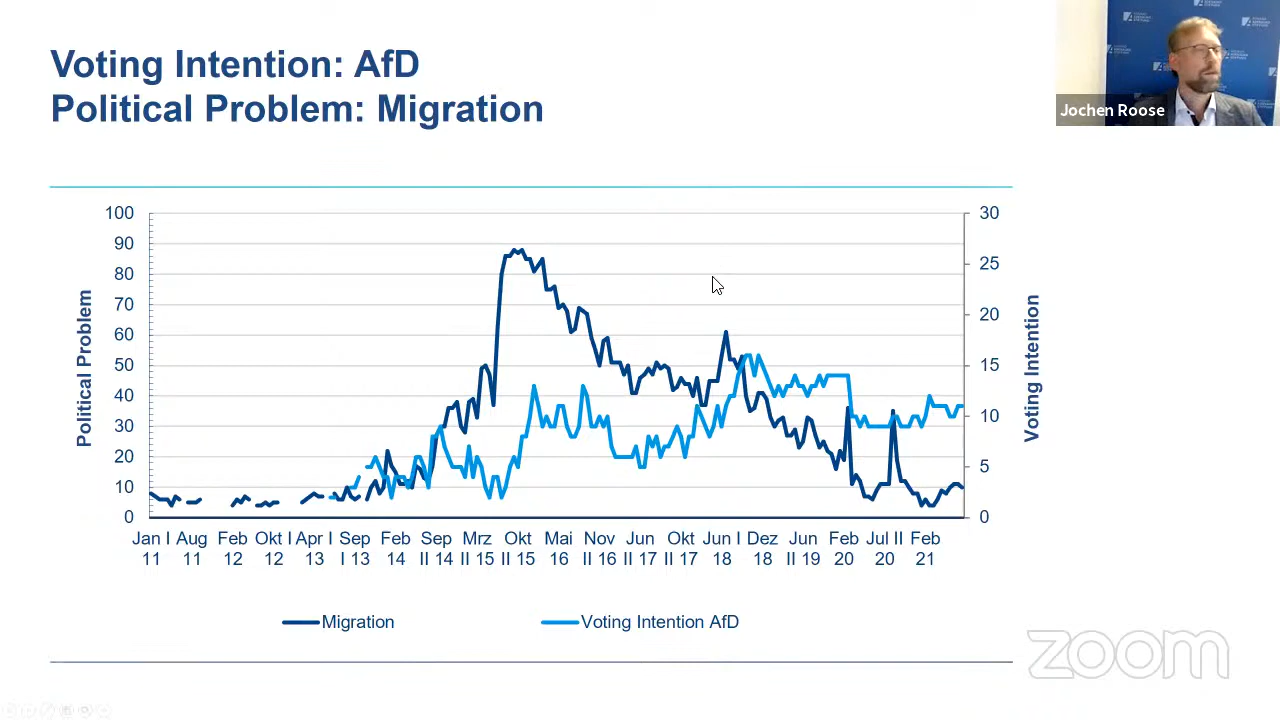 Voting Intention: AfD
Political Problem: Migration
Jochen Roose
100
90
80
70
60
50
40
30
20
10
0
Political Problem
30
25
20
15
10
5
0
Voting Intention
Jan I Aug Feb Okt I Apr I Sep Feb Sep Mrz Okt Mai Nov Jun Okt Jun I Dez Jun Feb Jul II Feb
11 11 12 12 13 I 13 14 II 14 II 15 II 15 16 II 16 II 17 II 17 18 18 II 19 20 20 21
Migration
Voting Intention AfD
zoom